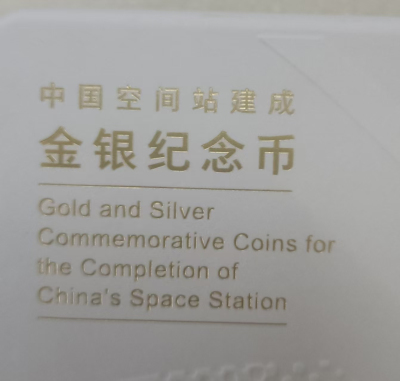 中国空间站建成
金银纪念币
Gold and Silver
Commemorative Coins for
the Completion of
China's Space Station